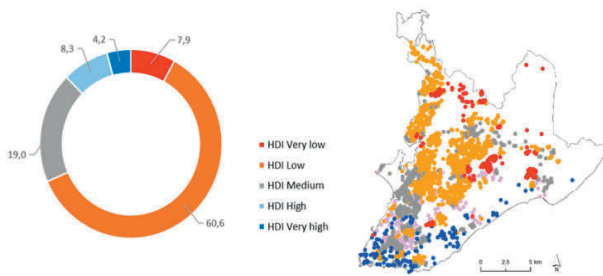 4,2
8,3
7,9
19,0
60,6
HDI Very low
HDI Low
HDI Medium
HDI High
HDI Very high
0 2,5 5 km
N